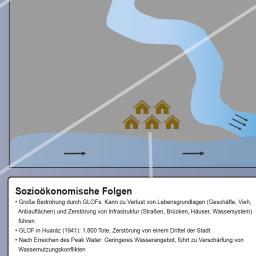 Sozioökonomische Folgen
• Große Bedrohung durch GLOFs: Kann zu Verlust von Lebensgrundlagen (Geschäfte, Vieh,
Anbauflächen) und Zerstörung von Infrastruktur (Straßen, Brücken, Häuser, Wassersystem)
führen
• GLOF in Huaráz (1941): 1.800 Tote, Zerstörung von einem Drittel der Stadt
• Nach Erreichen des Peak Water: Geringeres Wasserangebot, führt zu Verschärfung von
Wassernutzungskonflikten